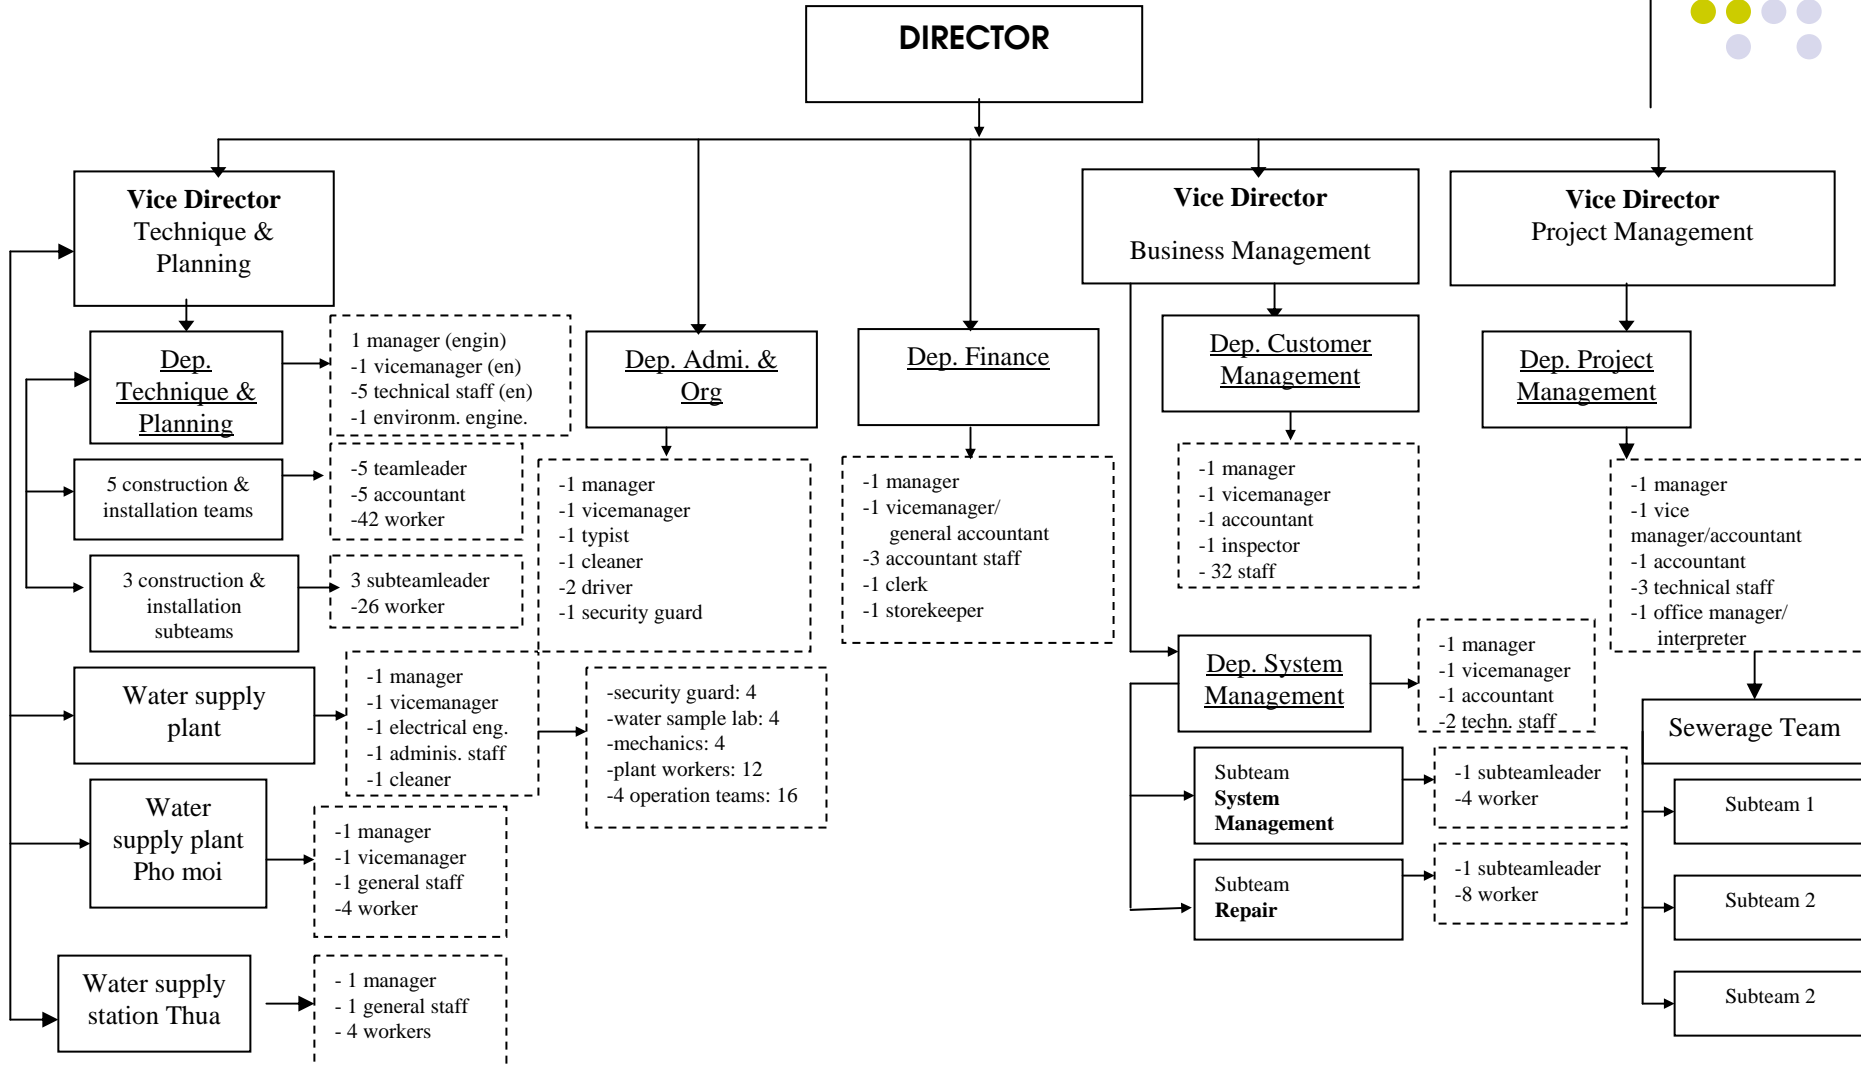 DIRECTOR
Vice Director
Technique &
Planning
Vice Director
Business Management
Vice Director
Project Management
Dep.
Technique &
Planning
1 manager (engin)
-1 vicemanager (en)
-5 technical staff (en)
-1 environm. engine.
Dep. Admi. &
Org
Dep. Finance
Dep. Customer
Management
Dep. Project
Management
5 construction &
installation teams
-5 teamleader
-5 accountant
-42 worker
3 construction &
installation
subteams
3 subteamleader
-26 worker
-1 manager
-1 vicemanager
-1 typist
-1 cleaner
-2 driver
-1 security guard
-1 manager
-1 vicemanager/
general accountant
-3 accountant staff
-1 clerk
-1 storekeeper
-1 manager
-1 vicemanager
-1 accountant
-1 inspector
- 32 staff
-1 manager
-1 vice
manager/accountant
-1 accountant
-3 technical staff
-1 office manager/
interpreter
Water supply
plant
-1 manager
-1 vicemanager
-1 electrical eng.
-1 adminis. staff
-1 cleaner
-security guard: 4
-water sample lab: 4
-mechanics: 4
-plant workers: 12
-4 operation teams: 16
Dep. System
Management
-1 manager
-1 vicemanager
-1 accountant
-2 techn. staff
Sewerage Team
Water
supply plant
Pho moi
-1 manager
-1 vicemanager
-1 general staff
-4 worker
Subteam
System
Management
-1 subteamleader
-4 worker
Subteam 1
Subteam
Repair
-1 subteamleader
-8 worker
Subteam 2
Water supply
station Thua
- 1 manager
- 1 general staff
- 4 workers
Subteam 2